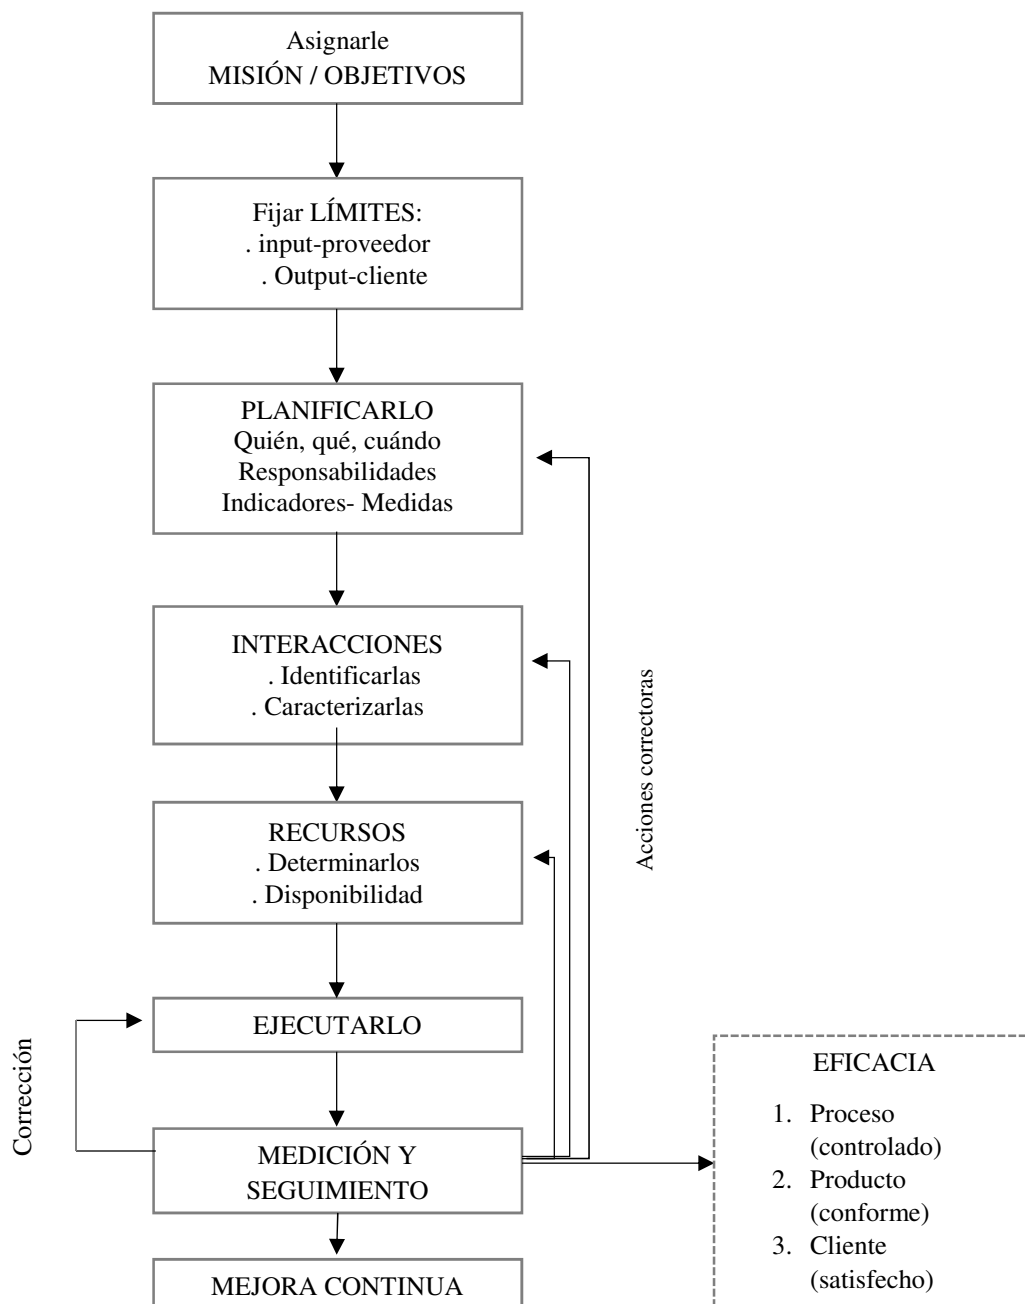 Asignarle
MISIÓN / OBJETIVOS
Fijar LÍMITES:
. input-proveedor
. Output-cliente
PLANIFICARLO
Quién, qué, cuándo
Responsabilidades
Indicadores- Medidas
INTERACCIONES
. Identificarlas
. Caracterizarlas
Acciones correctoras
RECURSOS
. Determinarlos
. Disponibilidad
EJECUTARLO
Corrección
MEDICIÓN Y
SEGUIMIENTO
MEJORA CONTINUA
EFICACIA
1. Proceso
(controlado)
2. Producto
(conforme)
3. Cliente
(satisfecho)